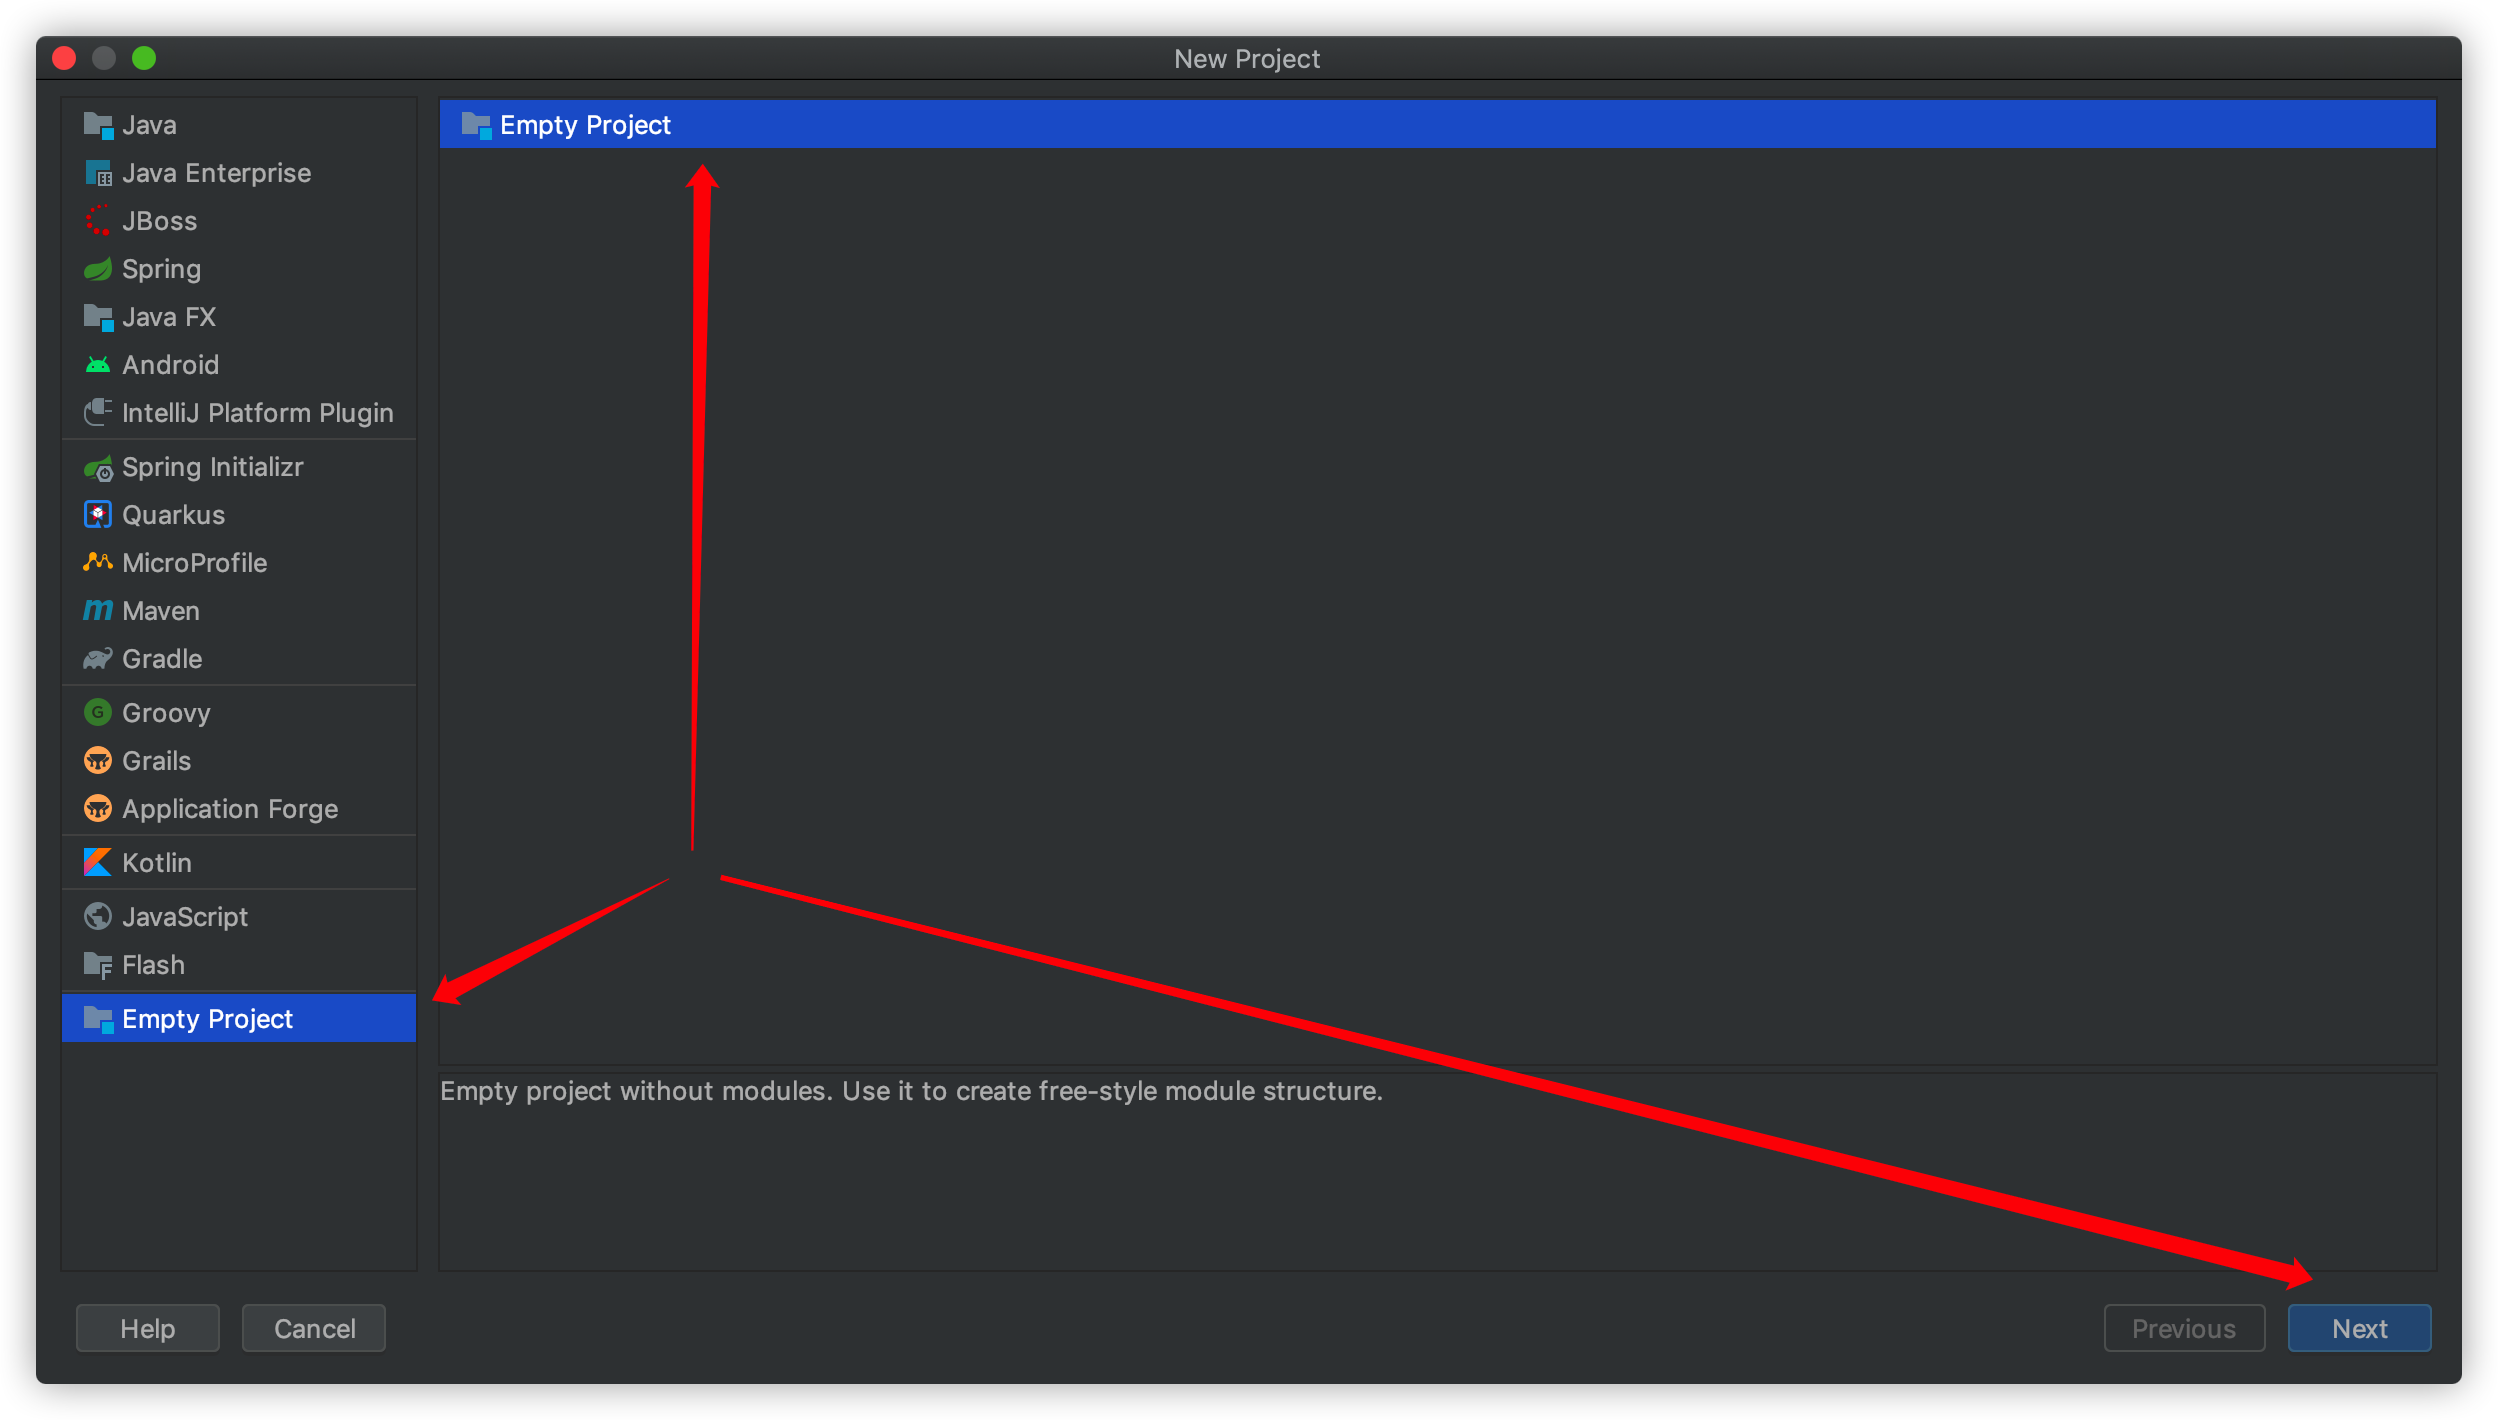 New Project
Java
Java Enterprise
JBoss
Spring
Java FX
Android
IntelliJ Platform Plugin
Spring Initializr
Quarkus
MicroProfile
Maven
Gradle
Groovy
Grails
Application Forge
Kotlin
JavaScript
Flash
Empty Project
Empty Project
Empty project without modules. Use it to create free-style module structure.
Help
Cancel
Previous
Next